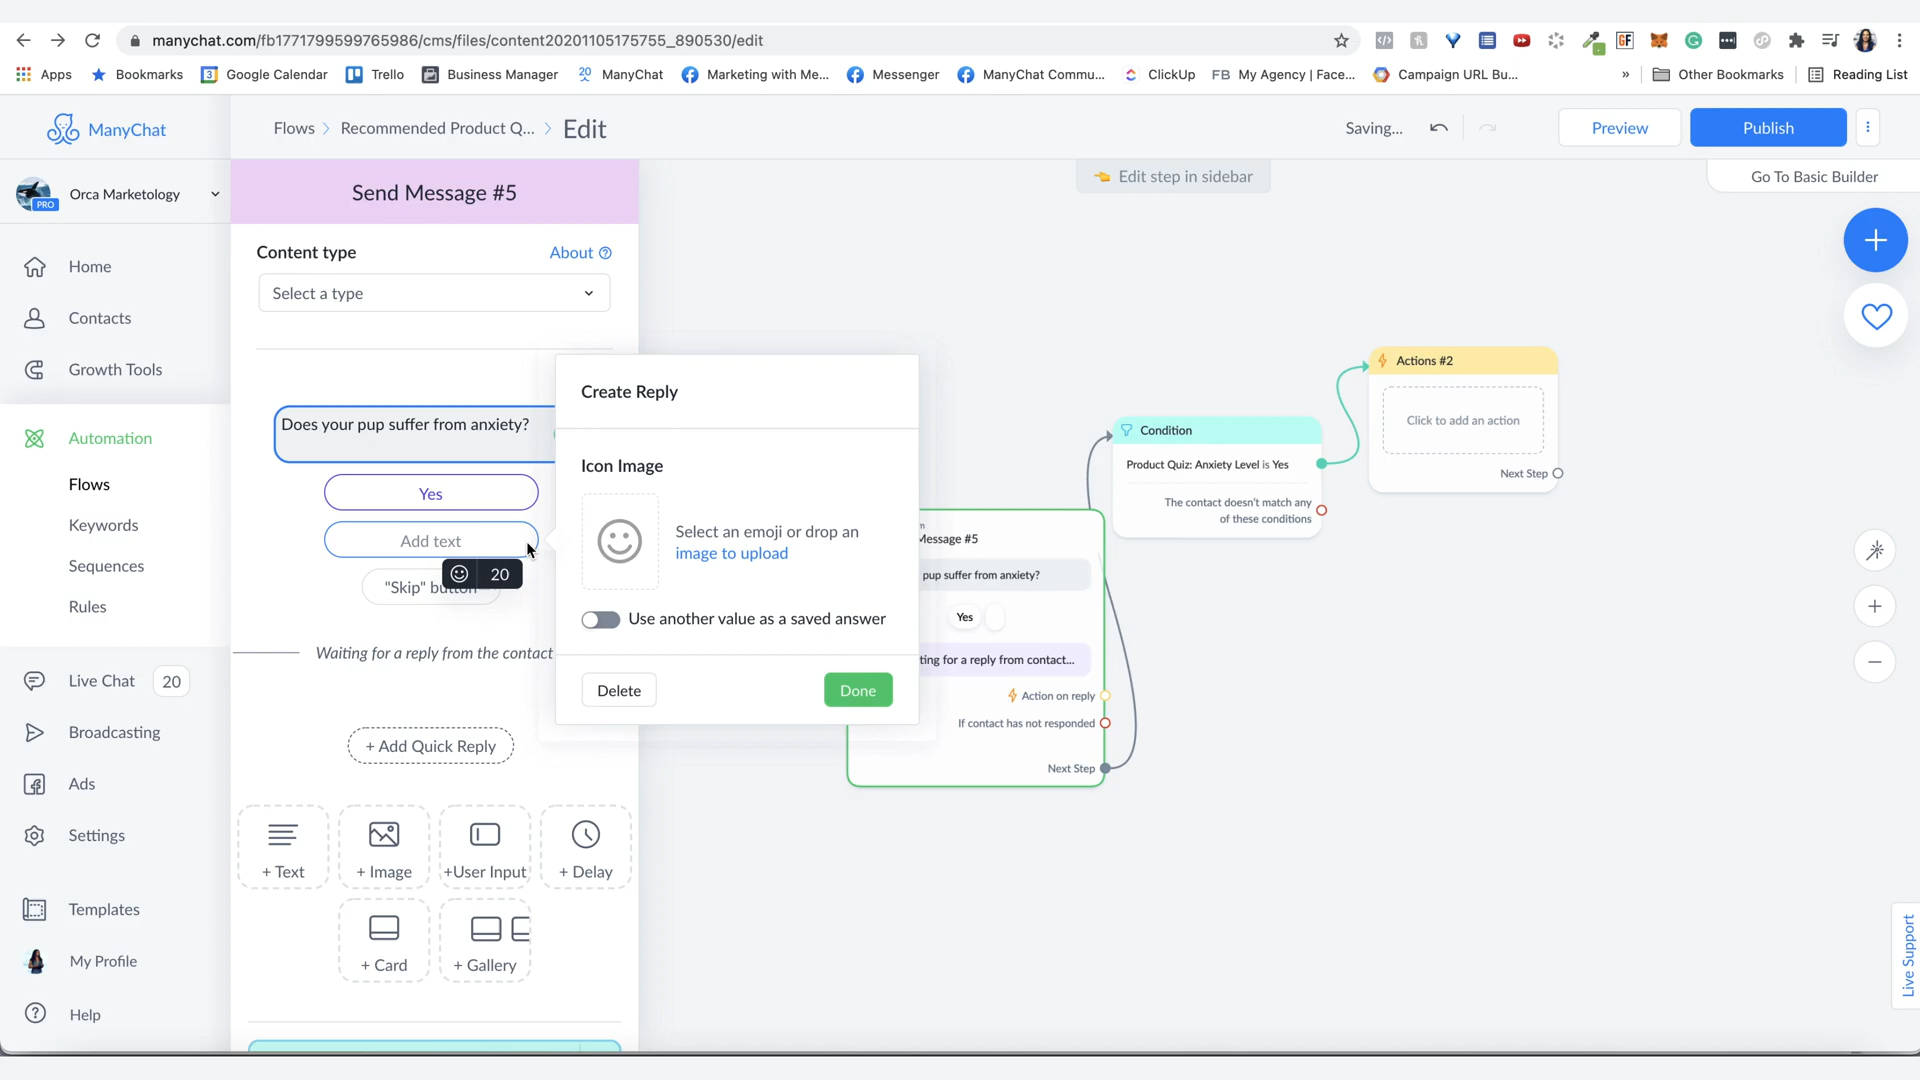 manychat.com/fb1771799599765986/cms/files/content20201105175755_890530/edit
Apps
Bookmarks
Google Calendar
Trello
Business Manager
ManyChat
Marketing with Me...
Messenger
ManyChat Commu...
ClickUp
FB My Agency | Face...
Campaign URL Bu...
»
Other Bookmarks
Reading List
ManyChat
Flows > Recommended Product Q... > Edit
Saving...
Preview
Publish
Orca Marketology
PRO
Send Message #5
Edit step in sidebar
Go To Basic Builder
Home
Contacts
Growth Tools
Automation
Flows
Keywords
Sequences
Rules
Live Chat 20
Broadcasting
Ads
Settings
Templates
My Profile
Help
Content type
About
Select a type
Does your pup suffer from anxiety?
Yes
Add text
20
"Skip" button
Waiting for a reply from the contact
+ Add Quick Reply
+ Text
+ Image
+User Input
+ Delay
+ Card
+ Gallery
Create Reply
Icon Image
Select an emoji or drop an
image to upload
Use another value as a saved answer
Delete
Done
Message #5
pup suffer from anxiety?
Yes
ting for a reply from contact...
Action on reply
If contact has not responded
Next Step
Condition
Product Quiz: Anxiety Level is Yes
The contact doesn't match any
of these conditions
Actions #2
Click to add an action
Next Step
Live Support